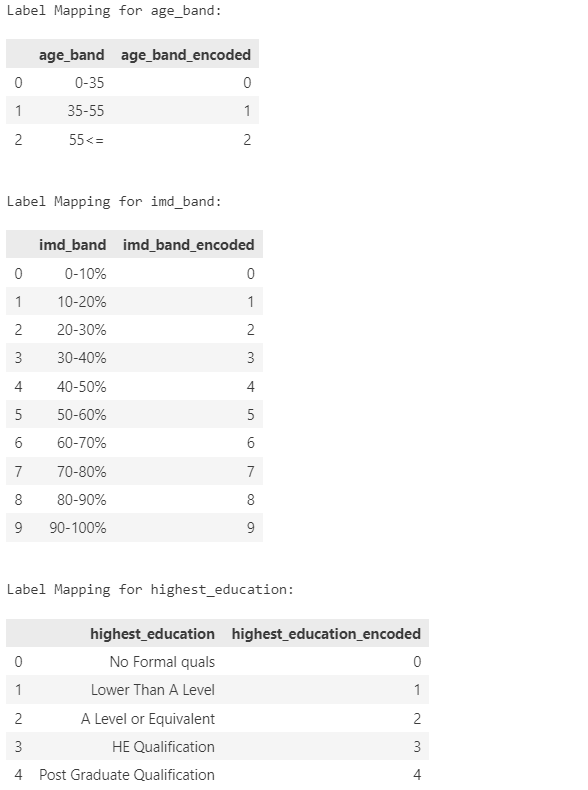 Label Mapping for age_band:
age_band age_band_encoded
0 0-35 0
1 35-55 1
2 55<= 2
Label Mapping for imd_band:
imd_band imd_band_encoded
0 0-10% 0
1 10-20% 1
2 20-30% 2
3 30-40% 3
4 40-50% 4
5 50-60% 5
6 60-70% 6
7 70-80% 7
8 80-90% 8
9 90-100% 9
Label Mapping for highest_education:
highest_education highest_education_encoded
0 No Formal quals 0
1 Lower Than A Level 1
2 A Level or Equivalent 2
3 HE Qualification 3
4 Post Graduate Qualification 4